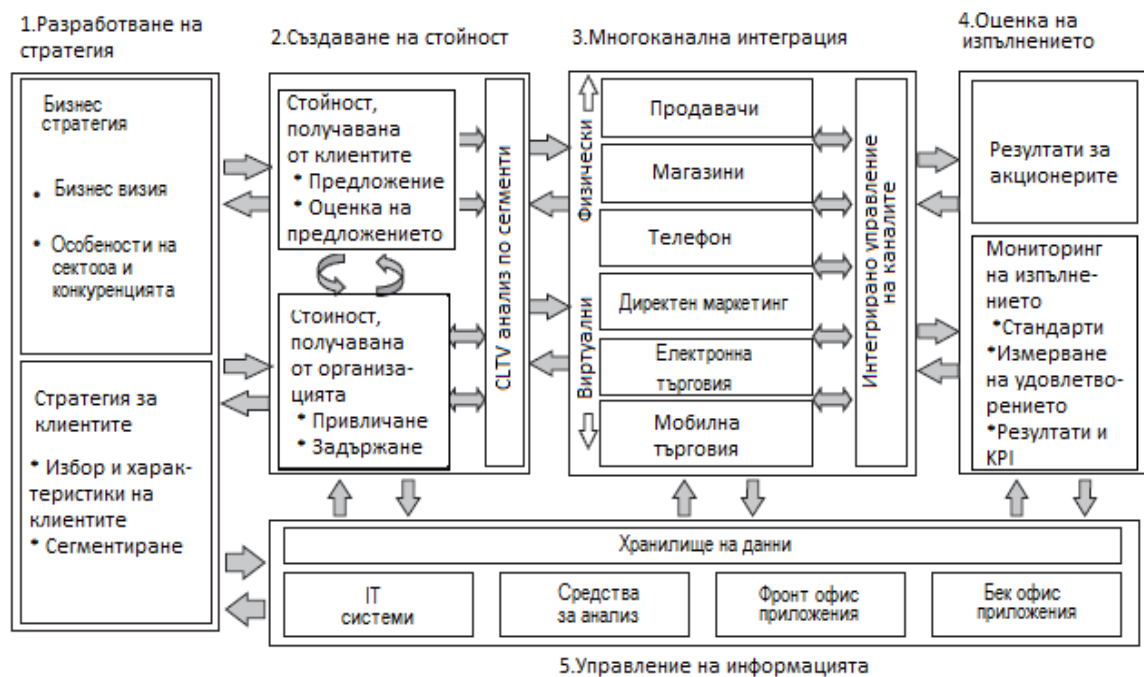 1.Разработване на
стратегия
Бизнес
стратегия
• Бизнес визия
• Особености на
сектора и
конкуренцията
Стратегия за
клиентите
* Избор и харак-
теристики на
клиентите
* Сегментиране
2.Създаване на стойност
Стойност,
получавана
от клиентите
* Предложение
* Оценка на
предложението
Стойност,
получавана
от организа-
цията
* Привличане
* Задържане
CLTV анализ по сегменти
3.Многоканална интеграция
Физически
Виртуални
Продавачи
Магазини
Телефон
Директен маркетинг
Електронна
търговия
Мобилна
търговия
Интегрирано управление
на каналите
4.Оценка на
изпълнението
Резултати за
акционерите
Мониторинг
на изпълне-
нието
*Стандарти
*Измерване
на удовлетво-
рението
*Резултати и
KPI
Хранилище на данни
IT
системи
Средства
за анализ
Фронт офис
приложения
Бек офис
приложения
5.Управление на информацията